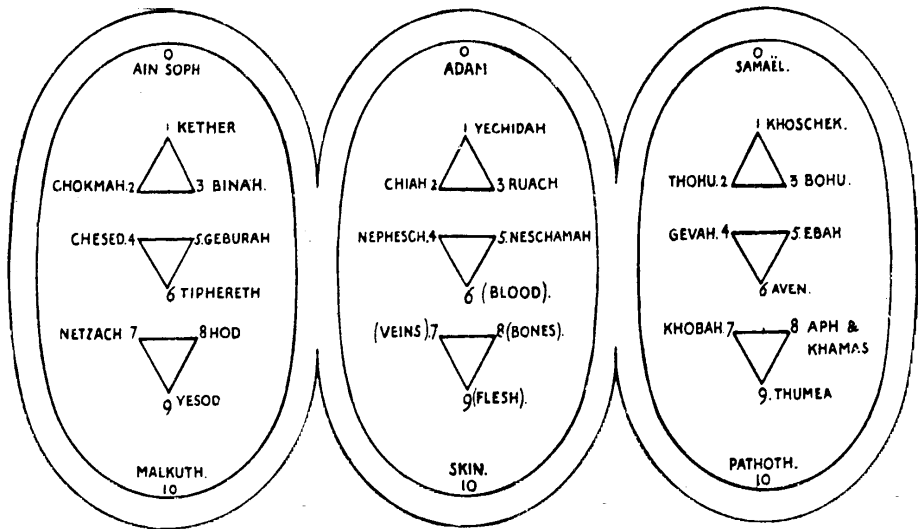 0
AIN SOPH
1 KETHER
CHOKMAH. 2 3 BINAH.
CHESED. 4 5. GEBURAH
6 TIPHERETH
NETZACH 7 8 HOD
9 YESOD
MALKUTH.
10
0
ADAM
1 YECHIDAH
CHIAH 2 3 RUACH
NEPHESCH. 4 5. NESCHAMAH
6 (BLOOD).
(VEINS). 7 8 (BONES).
9 (FLESH).
SKIN.
10
0
SAMAËL.
1 KHOSCHEK.
THOHU. 2 3 BOHU.
GEVAH. 4 5. EBAH
6 AVEN.
KHOBAH. 7 8 APH &
KHAMAS
9. THUMEA
PATHOTH.
10